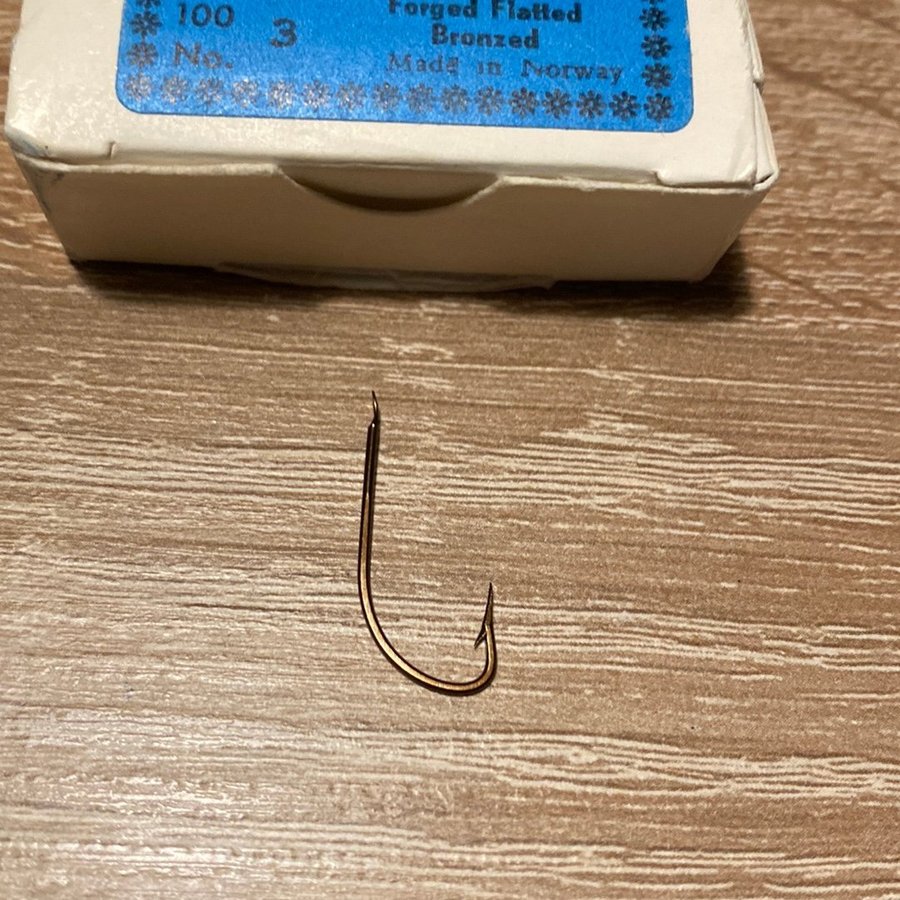 100
No. 3
Forged Flatted
Bronzed
Made in Norway